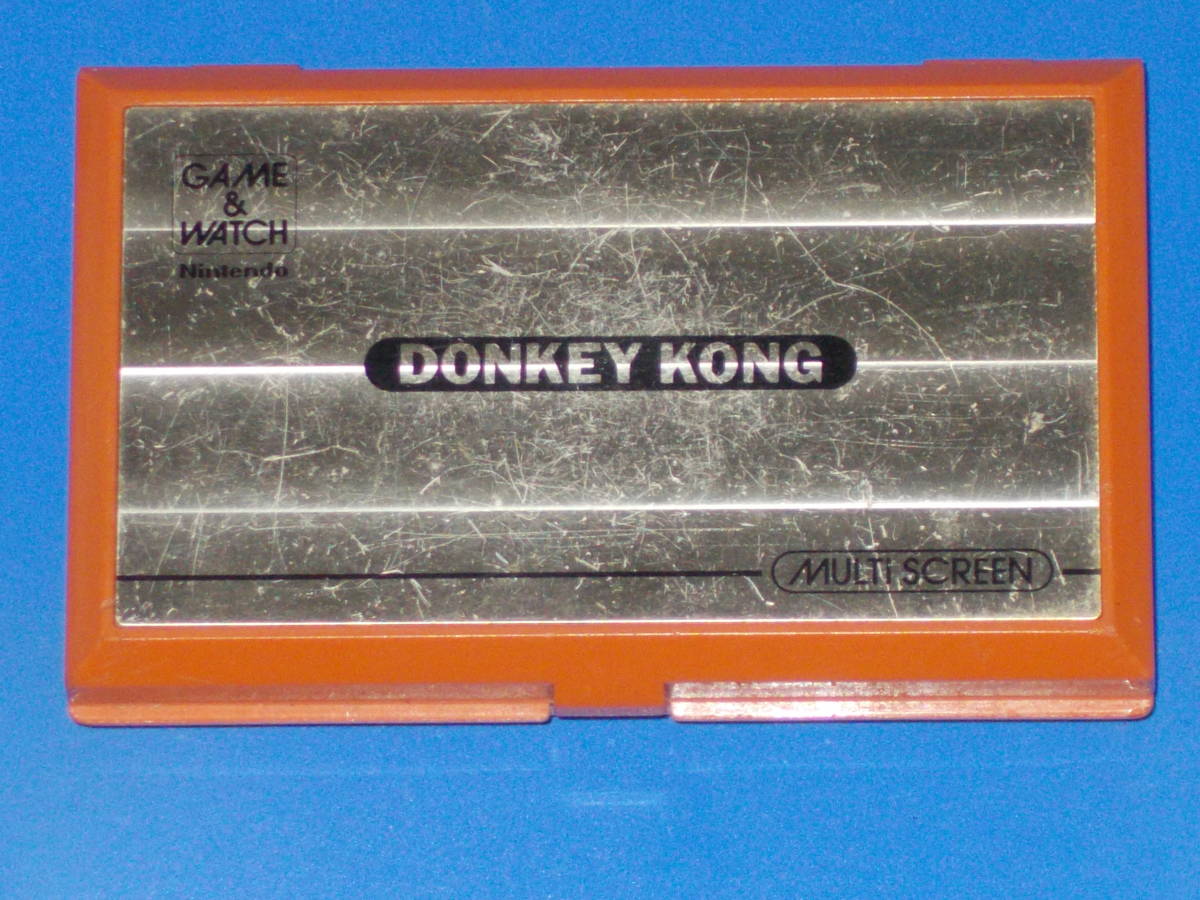 GAME
&
WATCH
Nintendo
DONKEY KONG
MULTI SCREEN